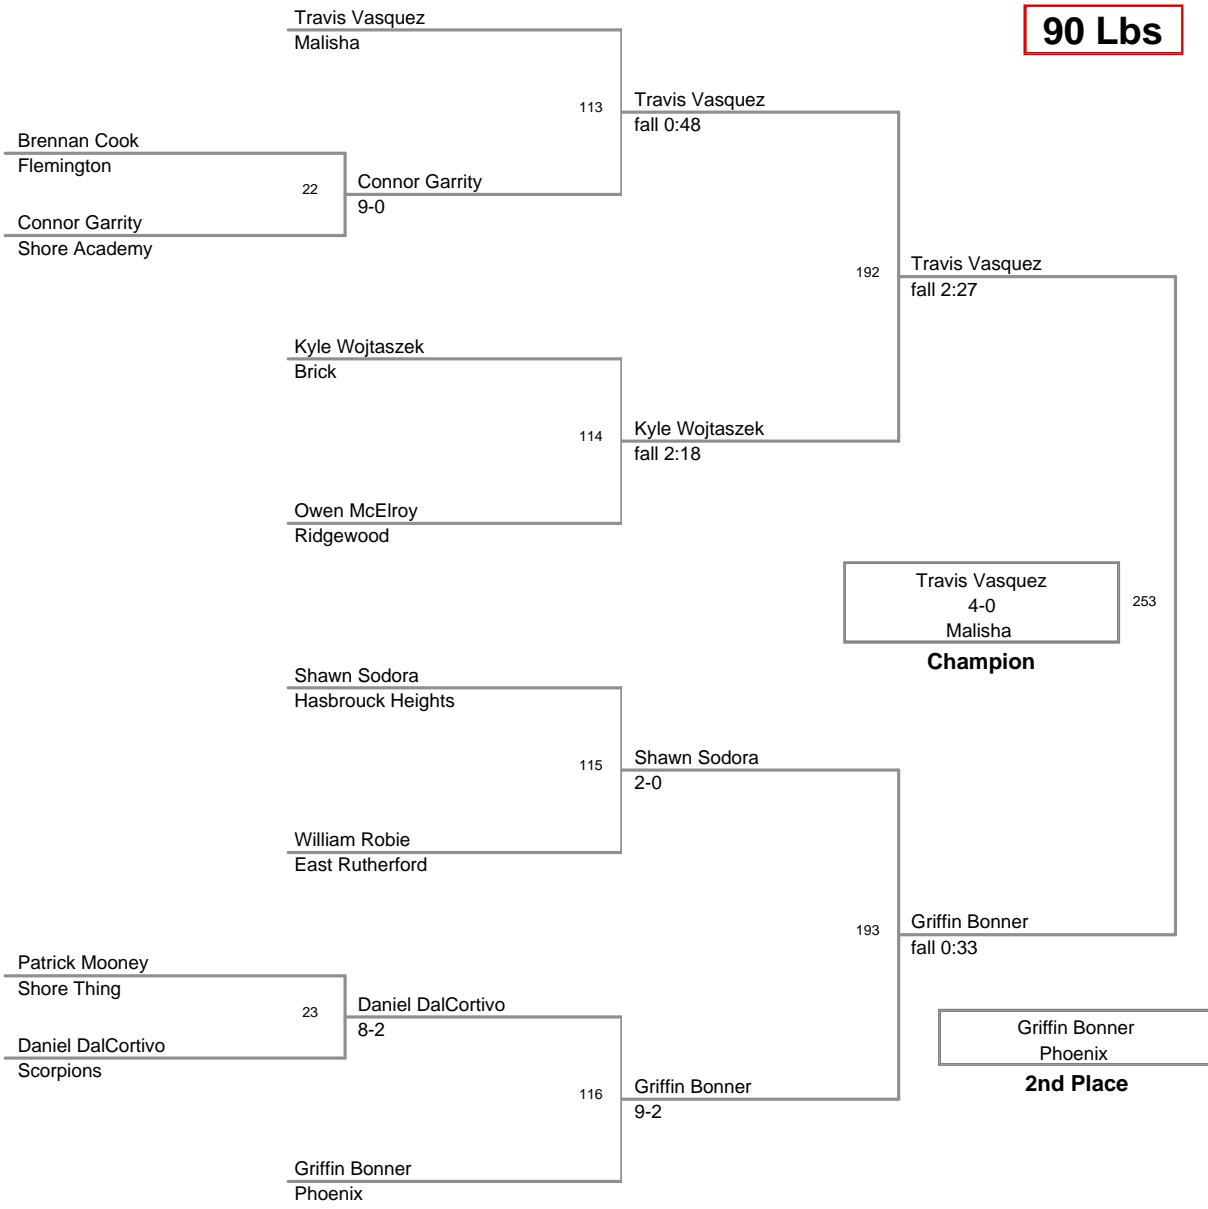 Travis Vasquez
Malisha
90 Lbs
113
Travis Vasquez
fall 0:48
Brennan Cook
Flemington
22
Connor Garrity
9-0
Connor Garrity
Shore Academy
192
Travis Vasquez
fall 2:27
Kyle Wojtaszek
Brick
114
Kyle Wojtaszek
fall 2:18
Owen McElroy
Ridgewood
Travis Vasquez
4-0
Malisha
253
Champion
Shawn Sodora
Hasbrouck Heights
115
Shawn Sodora
2-0
William Robie
East Rutherford
193
Griffin Bonner
fall 0:33
Patrick Mooney
Shore Thing
23
Daniel DalCortivo
8-2
Daniel DalCortivo
Scorpions
Griffin Bonner
Phoenix
2nd Place
116
Griffin Bonner
9-2
Griffin Bonner
Phoenix